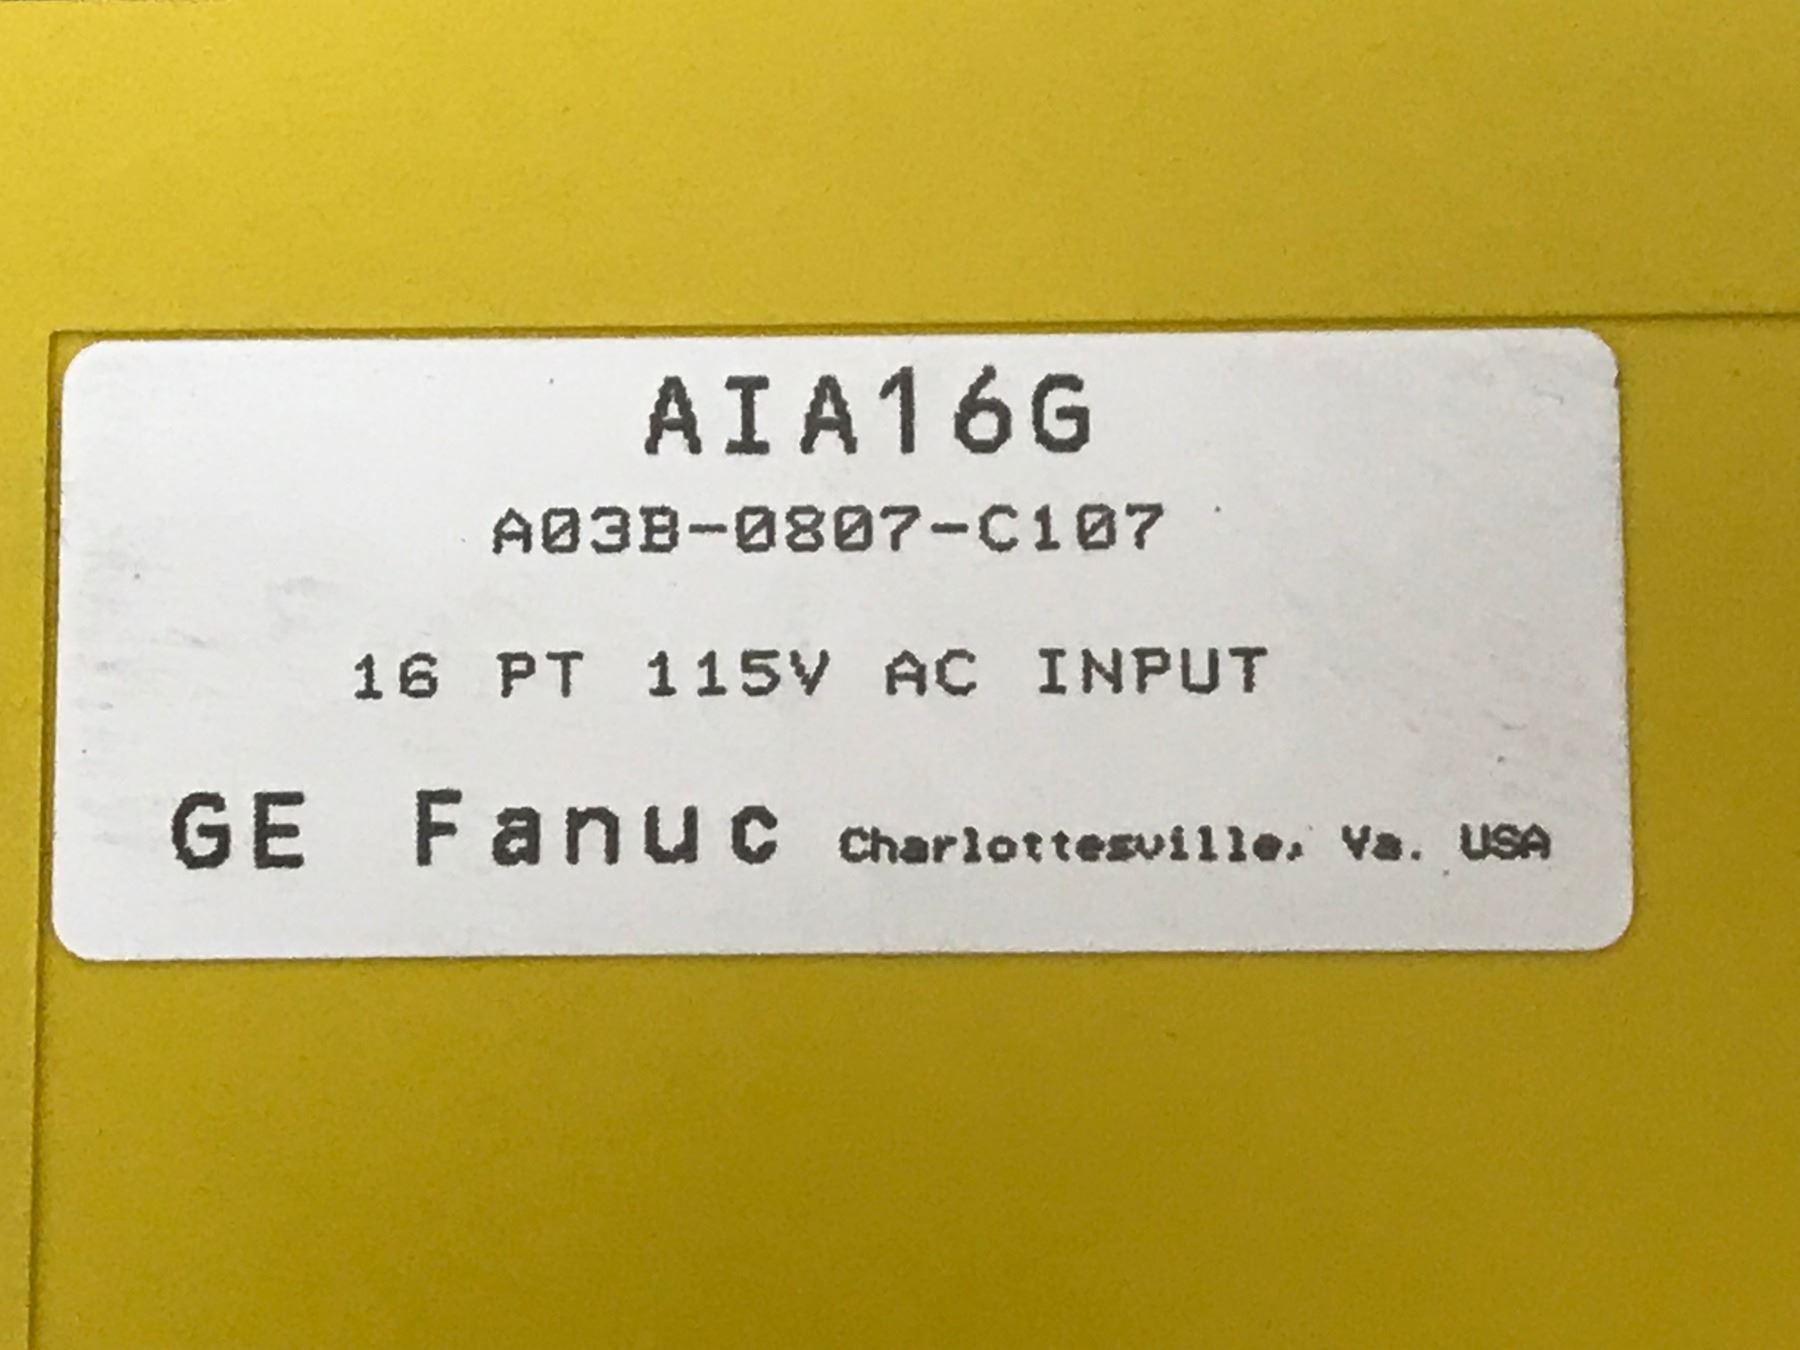 AIA16G
A03B-0807-C107
16 PT 115V AC INPUT
GE Fanuc Charlottesville, Va. USA